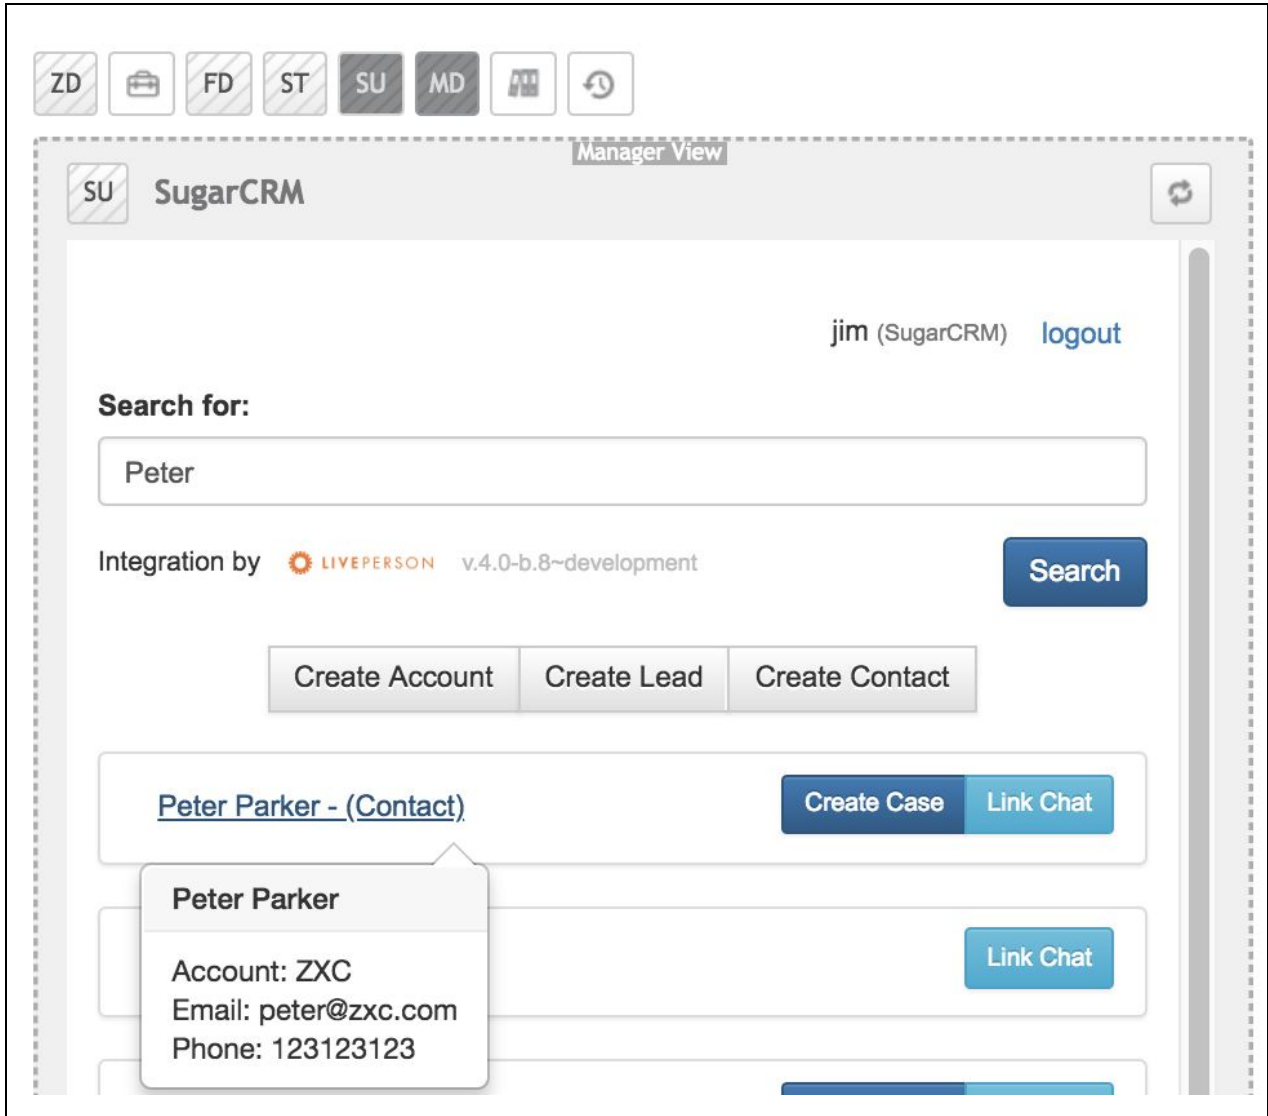 ZD FD ST SU MD
Manager View
SU SugarCRM
jim (SugarCRM) logout
Search for:
Peter
Integration by LIVEPERSON v.4.0-b.8~development Search
Create Account Create Lead Create Contact
Peter Parker - (Contact) Create Case Link Chat
Peter Parker
Link Chat
Account: ZXC
Email: peter@zxc.com
Phone: 123123123